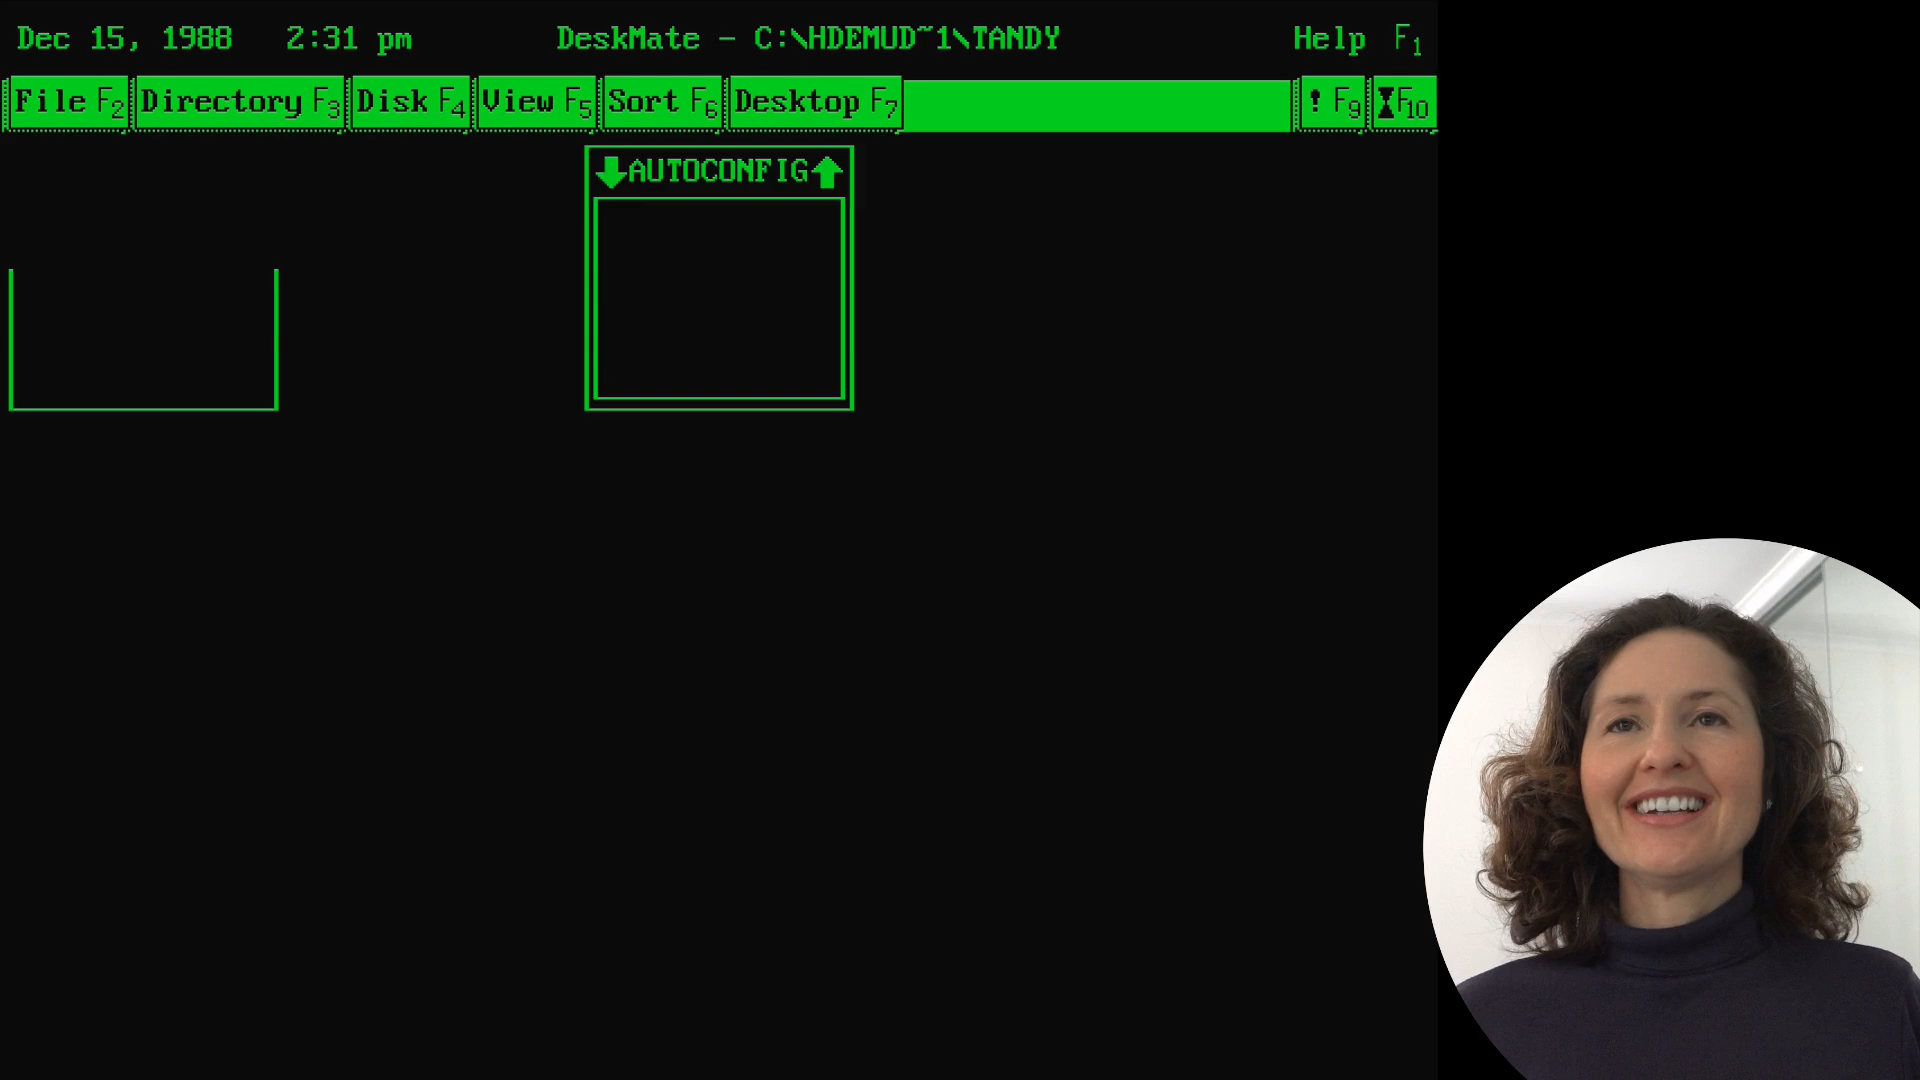 Dec 15, 1988 2:31 pm DeskMate - C:\HDEMUD~1\TANDY Help F1
File F2 Directory F3 Disk F4 View F5 Sort F6 Desktop F7 ! F9 F10
AUTOCONFIG